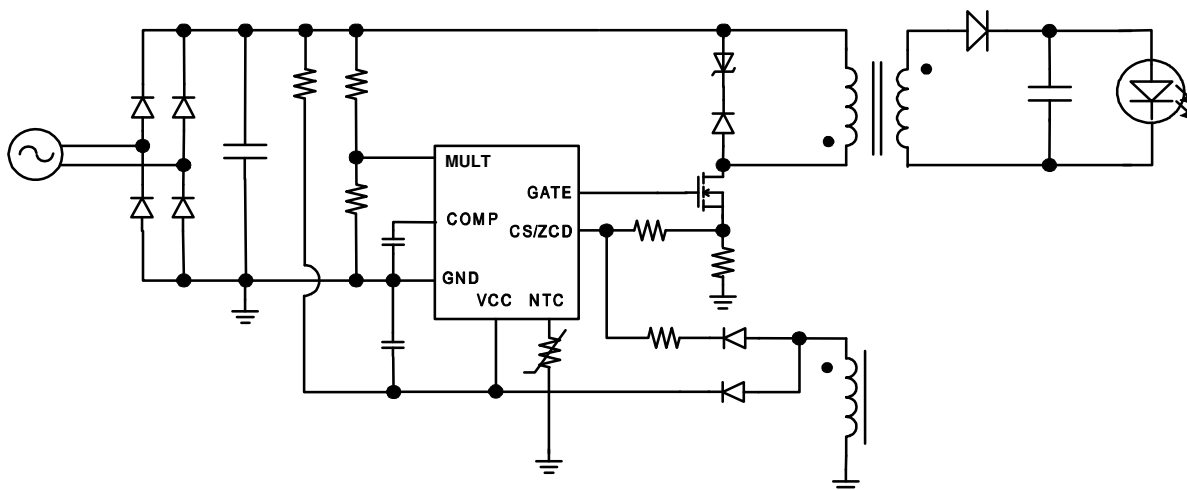 MULT
GATE
COMP
CS/ZCD
GND
VCC NTC